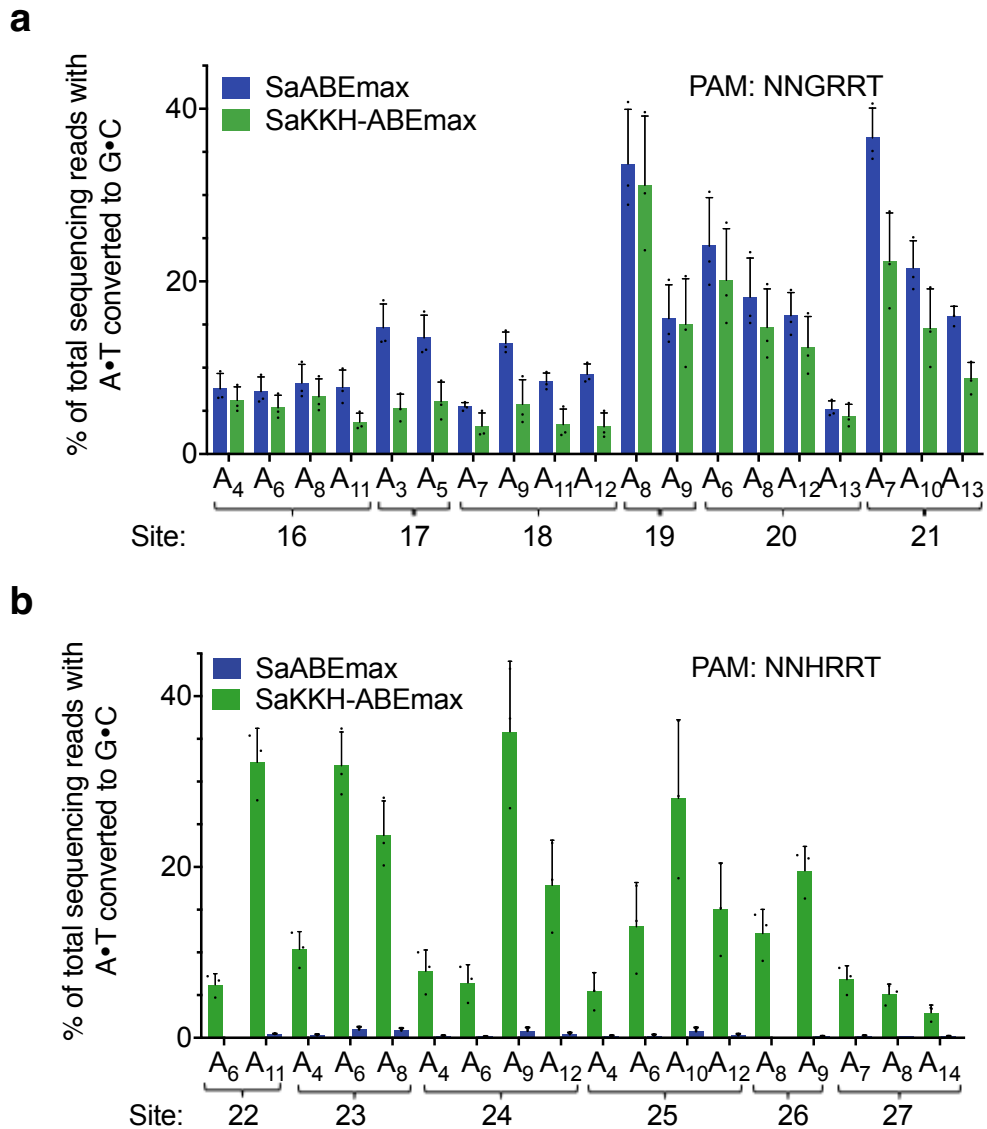 a
% of total sequencing reads with
A•T converted to G•C
SaABEmax
SaKKH-ABEmax
PAM: NNGRRT
40
20
0
A4 A6 A8 A11 A3 A5 A7 A9 A11 A12 A8 A9 A6 A8 A12 A13 A7 A10 A13
Site: 16 17 18 19 20 21
b
% of total sequencing reads with
A•T converted to G•C
SaABEmax
SaKKH-ABEmax
PAM: NNHRRT
40
20
0
A6 A11 A4 A6 A8 A4 A6 A9 A12 A4 A6 A10 A12 A8 A9 A7 A8 A14
Site: 22 23 24 25 26 27